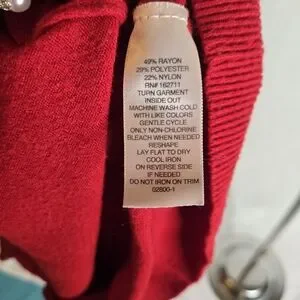 49% RAYON
29% POLYESTER
22% NYLON
RN# 162711
TURN GARMENT
INSIDE OUT
MACHINE WASH COLD
WITH LIKE COLORS
GENTLE CYCLE
ONLY NON-CHLORINE
BLEACH WHEN NEEDED
RESHAPE
LAY FLAT TO DRY
COOL IRON
ON REVERSE SIDE
IF NEEDED
DO NOT IRON ON TRIM
02800-1